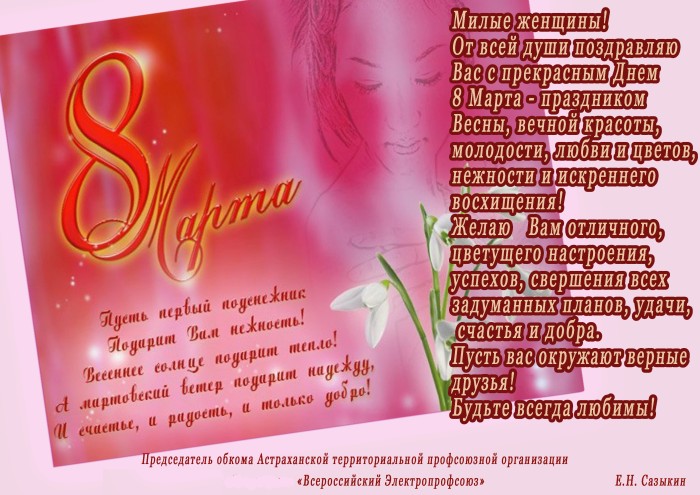 8 Марта
Пусть первый подснежник
Подарит Вам нежность!
Весеннее солнце подарит тепло!
А мартовский ветер подарит надежду,
И счастье, и радость, и только добро!
Милые женщины!
От всей души поздравляю
Вас с прекрасным Днем
8 Марта - праздником
Весны, вечной красоты,
молодости, любви и цветов,
нежности и искреннего
восхищения!
Желаю Вам отличного,
цветущего настроения,
успехов, свершения всех
задуманных планов, удачи,
счастья и добра.
Пусть вас окружают верные
друзья!
Будьте всегда любимы!
Председатель обкома Астраханской территориальной профсоюзной организации
«Всероссийский Электропрофсоюз» Е.Н. Сазыкин